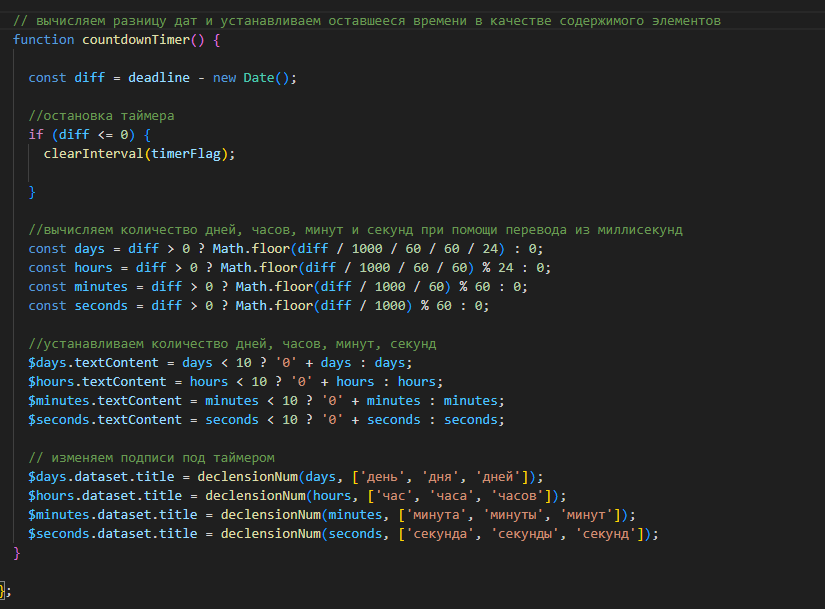 // вычисляем разницу дат и устанавливаем оставшееся времени в качестве содержимого элементов
function countdownTimer() {
const diff = deadline - new Date();
//остановка таймера
if (diff <= 0) {
clearInterval(timerFlag);
}
//вычисляем количество дней, часов, минут и секунд при помощи перевода из миллисекунд
const days = diff > 0 ? Math.floor(diff / 1000 / 60 / 60 / 24) : 0;
const hours = diff > 0 ? Math.floor(diff / 1000 / 60 / 60) % 24 : 0;
const minutes = diff > 0 ? Math.floor(diff / 1000 / 60) % 60 : 0;
const seconds = diff > 0 ? Math.floor(diff / 1000) % 60 : 0;
//устанавливаем количество дней, часов, минут, секунд
$days.textContent = days < 10 ? '0' + days : days;
$hours.textContent = hours < 10 ? '0' + hours : hours;
$minutes.textContent = minutes < 10 ? '0' + minutes : minutes;
$seconds.textContent = seconds < 10 ? '0' + seconds : seconds;
// изменяем подписи под таймером
$days.dataset.title = declensionNum(days, ['день', 'дня', 'дней']);
$hours.dataset.title = declensionNum(hours, ['час', 'часа', 'часов']);
$minutes.dataset.title = declensionNum(minutes, ['минута', 'минуты', 'минут']);
$seconds.dataset.title = declensionNum(seconds, ['секунда', 'секунды', 'секунд']);
}
};